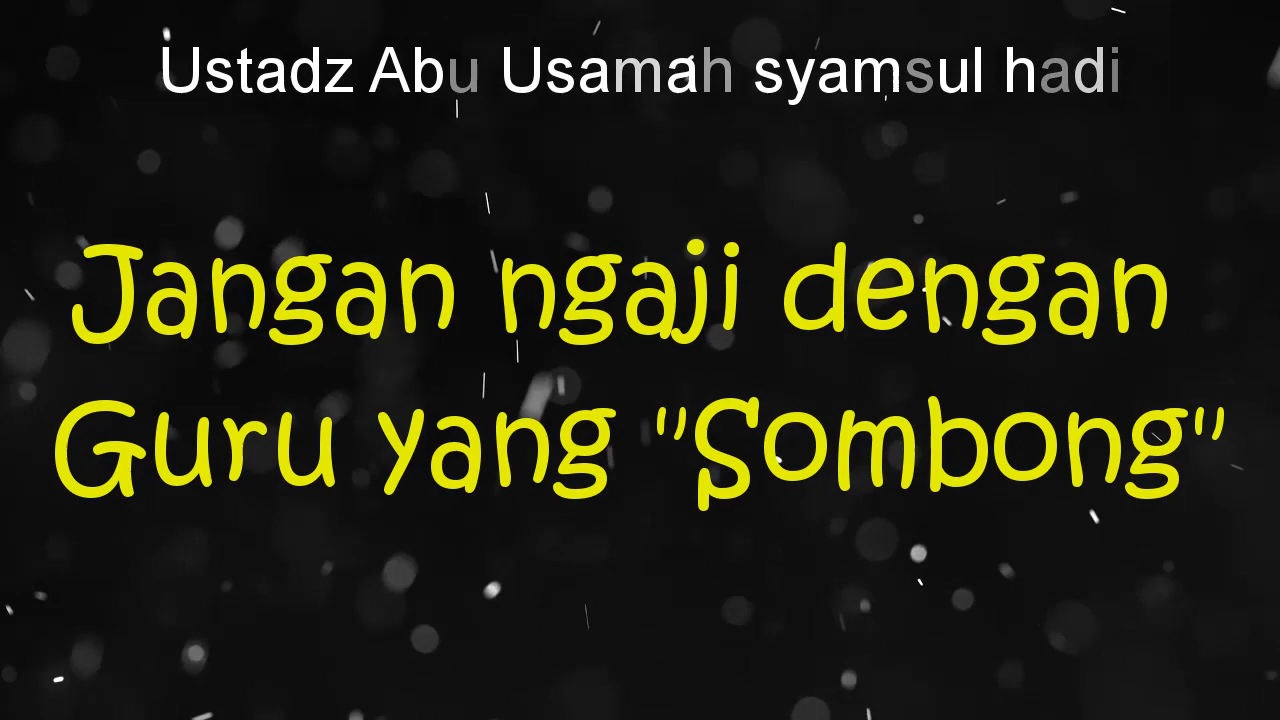 Ustadz Abu Usamah syamsul hadi
Jangan ngaji dengan
Guru yang "Sombong"